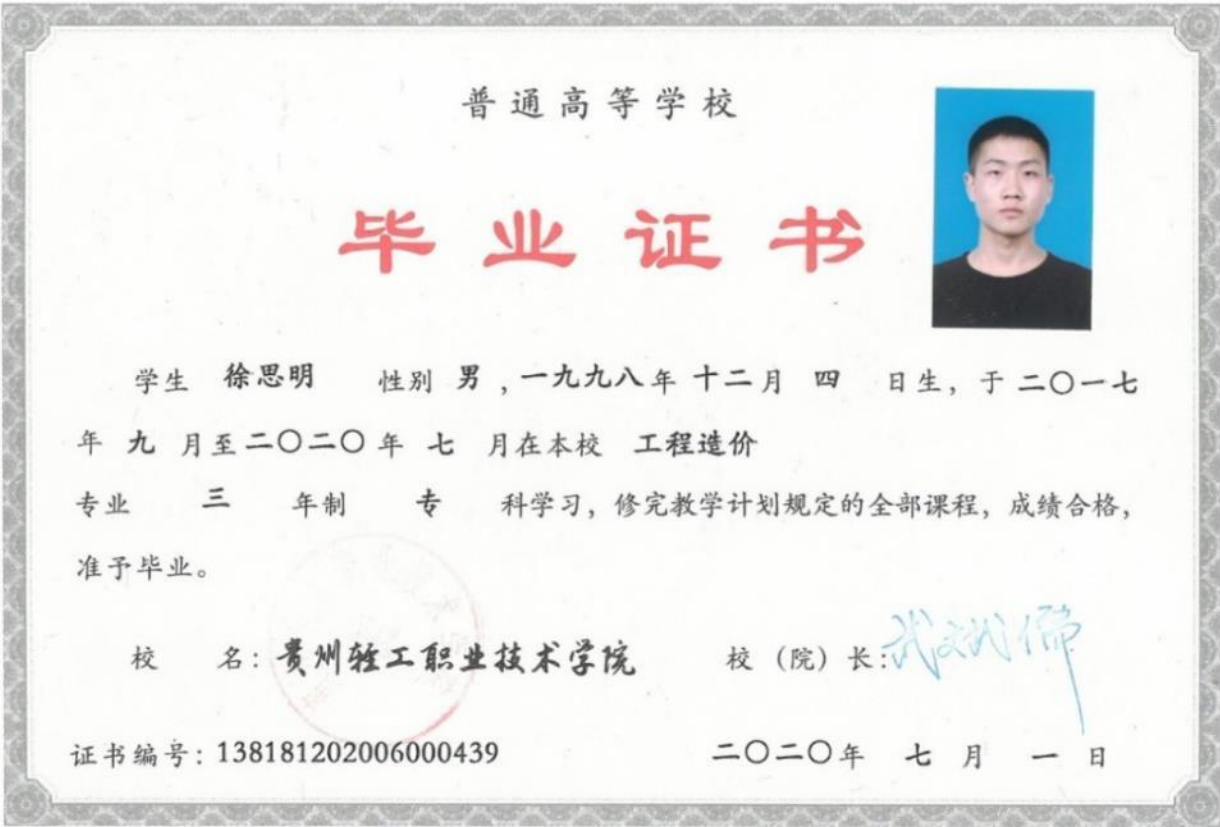 普通高等学校
毕业证书
学生 徐思明 性别 男 ，一九九八年 十二月 四 日生，于 二〇一七
年 九 月至 二〇二〇 年 七 月在本校 工程造价
专业 三 年制 专 科学习，修完教学计划规定的全部课程，成绩合格，
准予毕业。
校 名：贵州轻工职业技术学院 校（院）长：
证书编号：138181202006000439 二〇二〇年 七 月 一 日